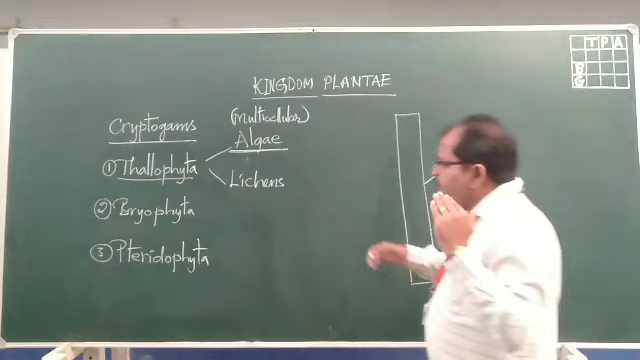 KINGDOM PLANTAE
Cryptogams
(Multicellular)
Algae
① Thallophyta
Lichens
② Bryophyta
③ Pteridophyta
T P A
B
G